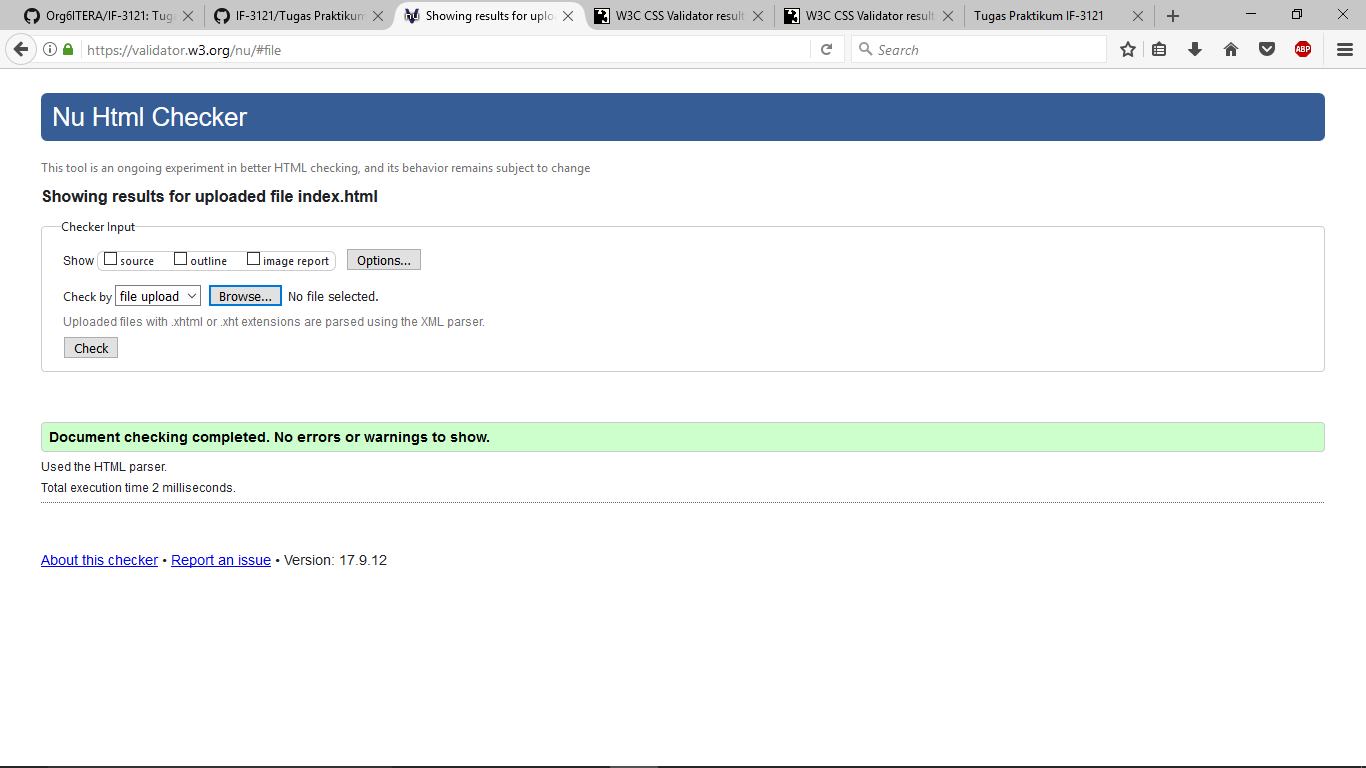 Org6ITERA/IF-3121: Tuga IF-3121/Tugas Praktikum Showing results for uploa W3C CSS Validator result W3C CSS Validator result Tugas Praktikum IF-3121
https://validator.w3.org/nu/#file Search ABP
Nu Html Checker
This tool is an ongoing experiment in better HTML checking, and its behavior remains subject to change
Showing results for uploaded file index.html
Checker Input
Show source outline image report Options...
Check by file upload Browse... No file selected.
Uploaded files with .xhtml or .xht extensions are parsed using the XML parser.
Check
Document checking completed. No errors or warnings to show.
Used the HTML parser.
Total execution time 2 milliseconds.
About this checker • Report an issue • Version: 17.9.12